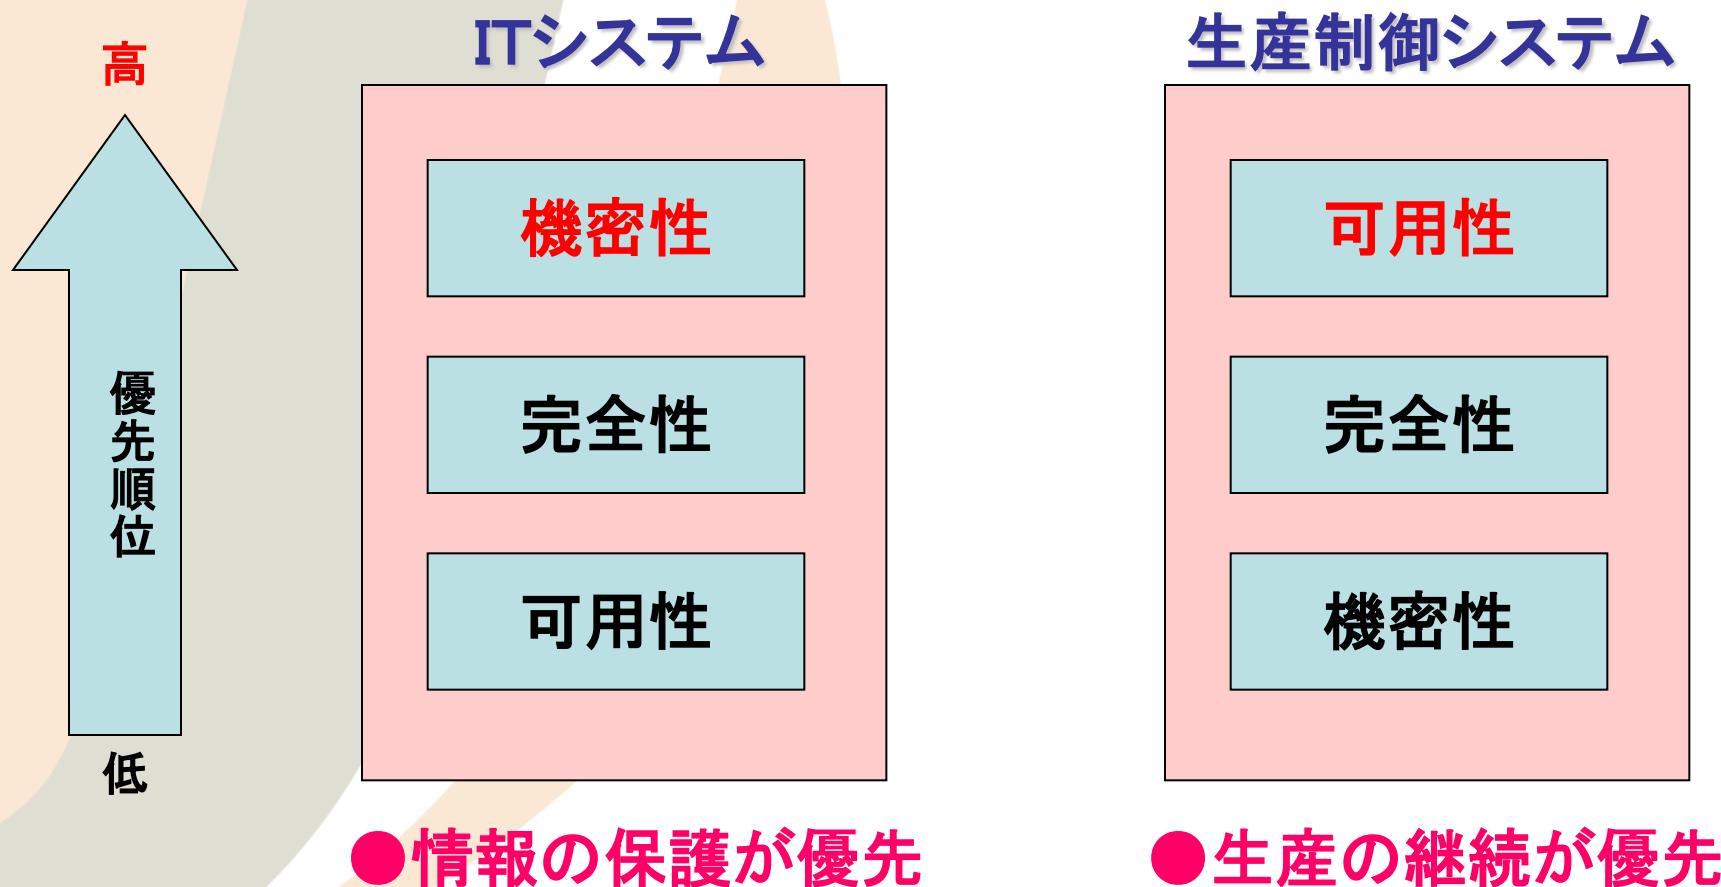 高
優先順位
低
ITシステム
機密性
完全性
可用性
●情報の保護が優先
生産制御システム
可用性
完全性
機密性
●生産の継続が優先